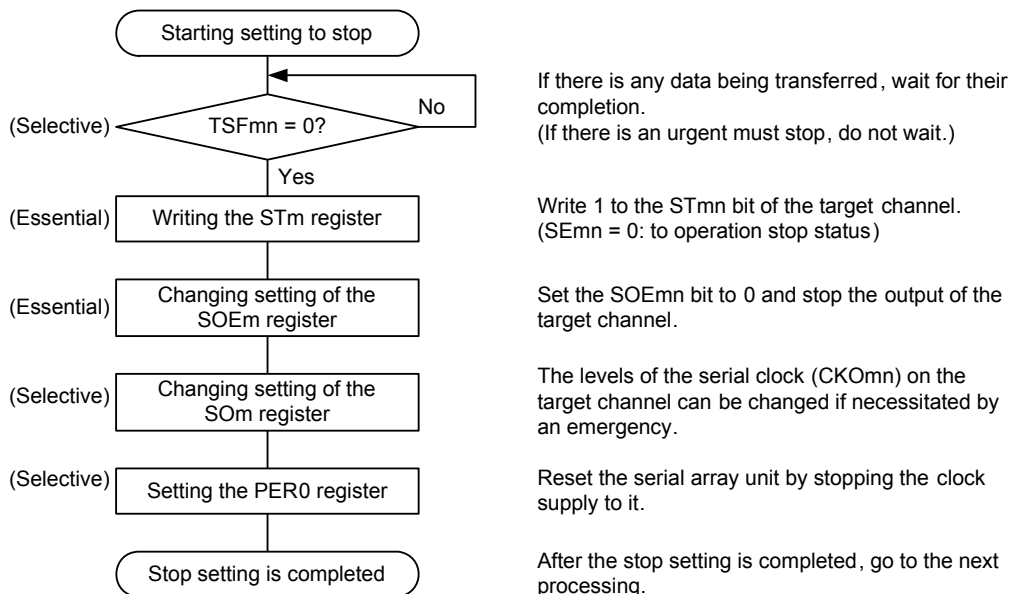 Starting setting to stop
If there is any data being transferred, wait for their
completion.
(If there is an urgent must stop, do not wait.)
(Selective)
TSFmn = 0?
No
Yes
(Essential)
Writing the STm register
Write 1 to the STmn bit of the target channel.
(SEmn = 0: to operation stop status)
(Essential)
Changing setting of the
SOEm register
Set the SOEmn bit to 0 and stop the output of the
target channel.
(Selective)
Changing setting of the
SOm register
The levels of the serial clock (CKOmn) on the
target channel can be changed if necessitated by
an emergency.
(Selective)
Setting the PER0 register
Reset the serial array unit by stopping the clock
supply to it.
Stop setting is completed
After the stop setting is completed, go to the next
processing.